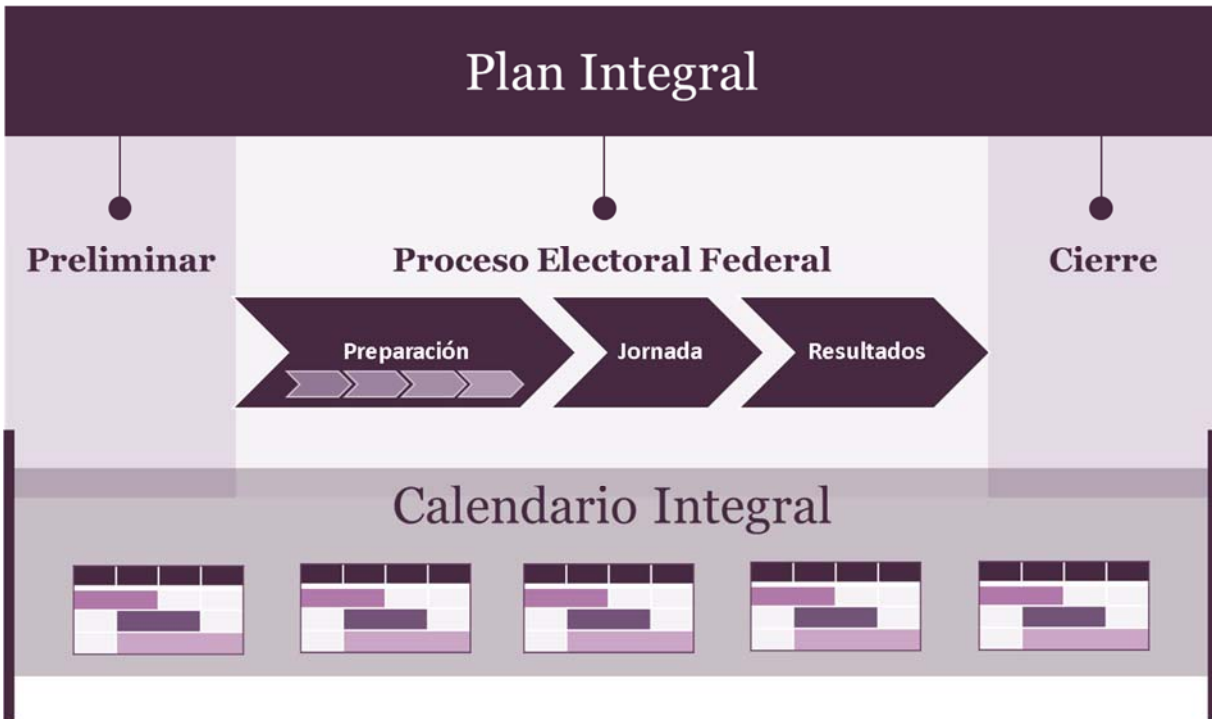 Plan Integral
Preliminar
Proceso Electoral Federal
Cierre
Preparación
Jornada
Resultados
Calendario Integral